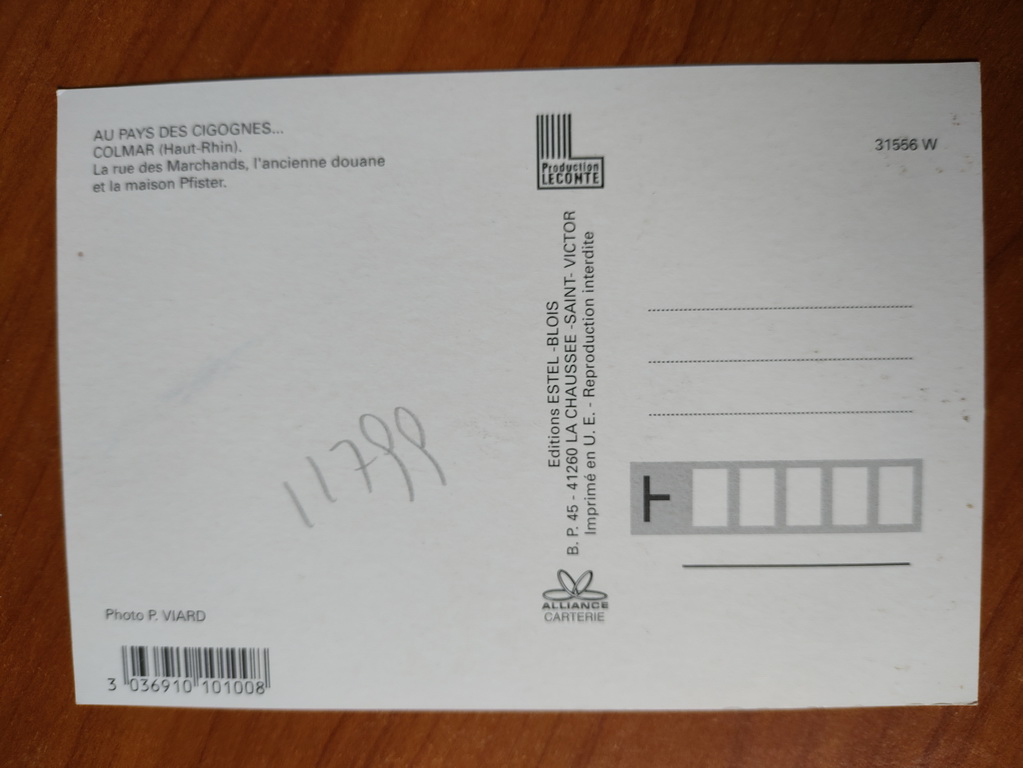 AU PAYS DES CIGOGNES...
COLMAR (Haut-Rhin).
La rue des Marchands, l'ancienne douane
et la maison Pfister.
11799
Photo P. VIARD
3 036910 101008
Production
LECONTE
Editions ESTEL -BLOIS
B. P. 45 - 41260 LA CHAUSSEE -SAINT- VICTOR
Imprimé en U. E. - Reproduction interdite
ALLIANCE
CARTERIE
31556 W